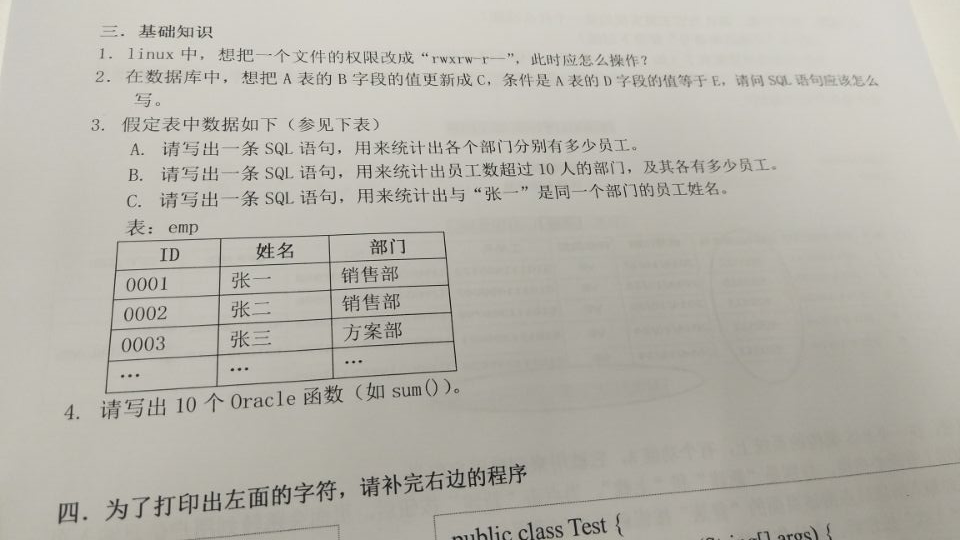 三．基础知识
1. linux 中，想把一个文件的权限改成“rwxrw-r--”，此时应怎么操作？
2. 在数据库中，想把 A 表的 B 字段的值更新成 C，条件是 A 表的 D 字段的值等于 E，请问 SQL 语句应该怎么
写。
3. 假定表中数据如下（参见下表）
A. 请写出一条 SQL 语句，用来统计出各个部门分别有多少员工。
B. 请写出一条 SQL 语句，用来统计出员工数超过 10 人的部门，及其各有多少员工。
C. 请写出一条 SQL 语句，用来统计出与“张一”是同一个部门的员工姓名。
表：emp
ID 姓名 部门
0001 张一 销售部
0002 张二 销售部
0003 张三 方案部
… … …
4. 请写出 10 个 Oracle 函数（如 sum()）。
四．为了打印出左面的字符，请补完右边的程序
public class Test {
args) {